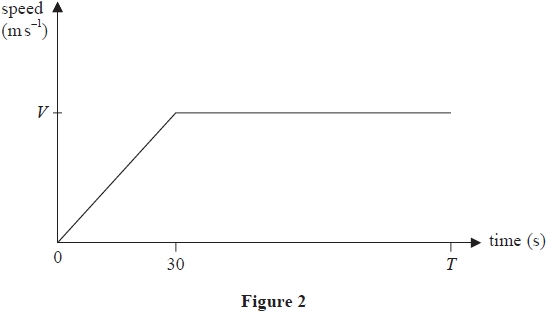 speed
(m s⁻¹)
V
time (s)
0
30
T
Figure 2